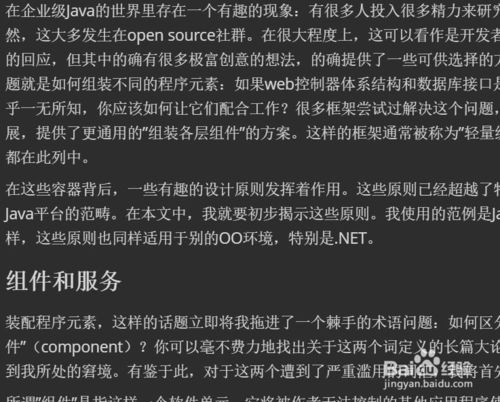 在企业级Java的世界里存在一个有趣的现象：有很多人投入很多精力来研究
然，这大多发生在open source社群。在很大程度上，这可以看作是开发者
的回应，但其中的确有很多极富创意的想法，的确提供了一些可供选择的方
题就是如何组装不同的程序元素：如果web控制器体系结构和数据库接口是
乎一无所知，你应该如何让它们配合工作？很多框架尝试过解决这个问题，
展，提供了更通用的”组装各层组件”的方案。这样的框架通常被称为”轻量级
都在此列中。
在这些容器背后，一些有趣的设计原则发挥着作用。这些原则已经超越了特
Java平台的范畴。在本文中，我就要初步揭示这些原则。我使用的范例是Ja
样，这些原则也同样适用于别的OO环境，特别是.NET。
组件和服务
装配程序元素，这样的话题立即将我拖进了一个棘手的术语问题：如何区分
件”（component）？你可以毫不费力地找出关于这两个词定义的长篇大论
到我所处的窘境。有鉴于此，对于这两个遭到了严重滥用
Baidu经验
jingyan.baidu.com